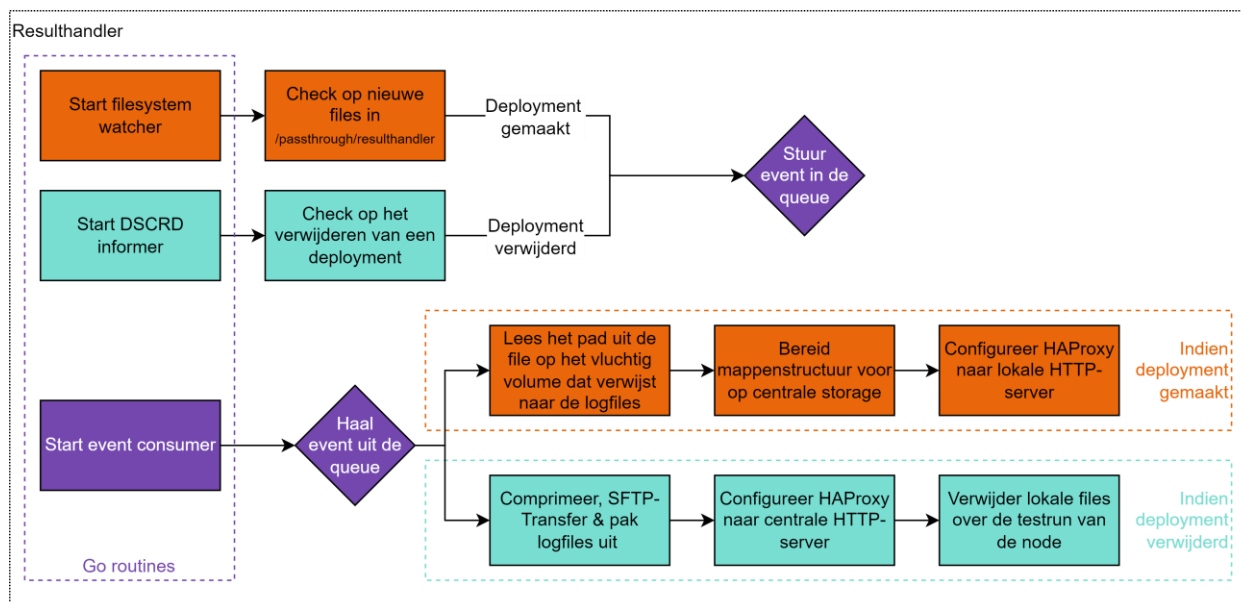 Resulthandler
Start filesystem
watcher
Check op nieuwe
files in
/passthrough/resulthandler
Deployment
gemaakt
Stuur
event in de
queue
Start DSCRD
informer
Check op het
verwijderen van een
deployment
Deployment
verwijderd
Start event consumer
Haal
event uit de
queue
Lees het pad uit de
file op het vluchtig
volume dat verwijst
naar de logfiles
Bereid
mappenstructuur voor
op centrale storage
Configureer HAProxy
naar lokale HTTP-
server
Indien
deployment
gemaakt
Comprimeer, SFTP-
Transfer & pak
logfiles uit
Configureer HAProxy
naar centrale HTTP-
server
Verwijder lokale files
over de testrun van
de node
Indien
deployment
verwijderd
Go routines